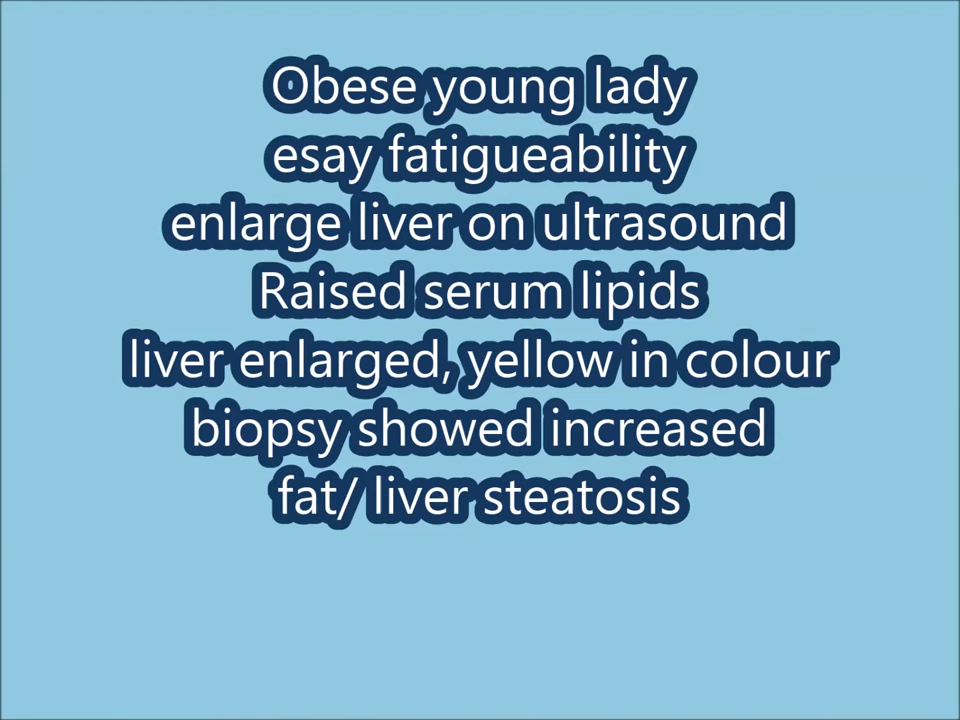 Obese young lady
esay fatigueability
enlarge liver on ultrasound
Raised serum lipids
liver enlarged, yellow in colour
biopsy showed increased
fat/ liver steatosis